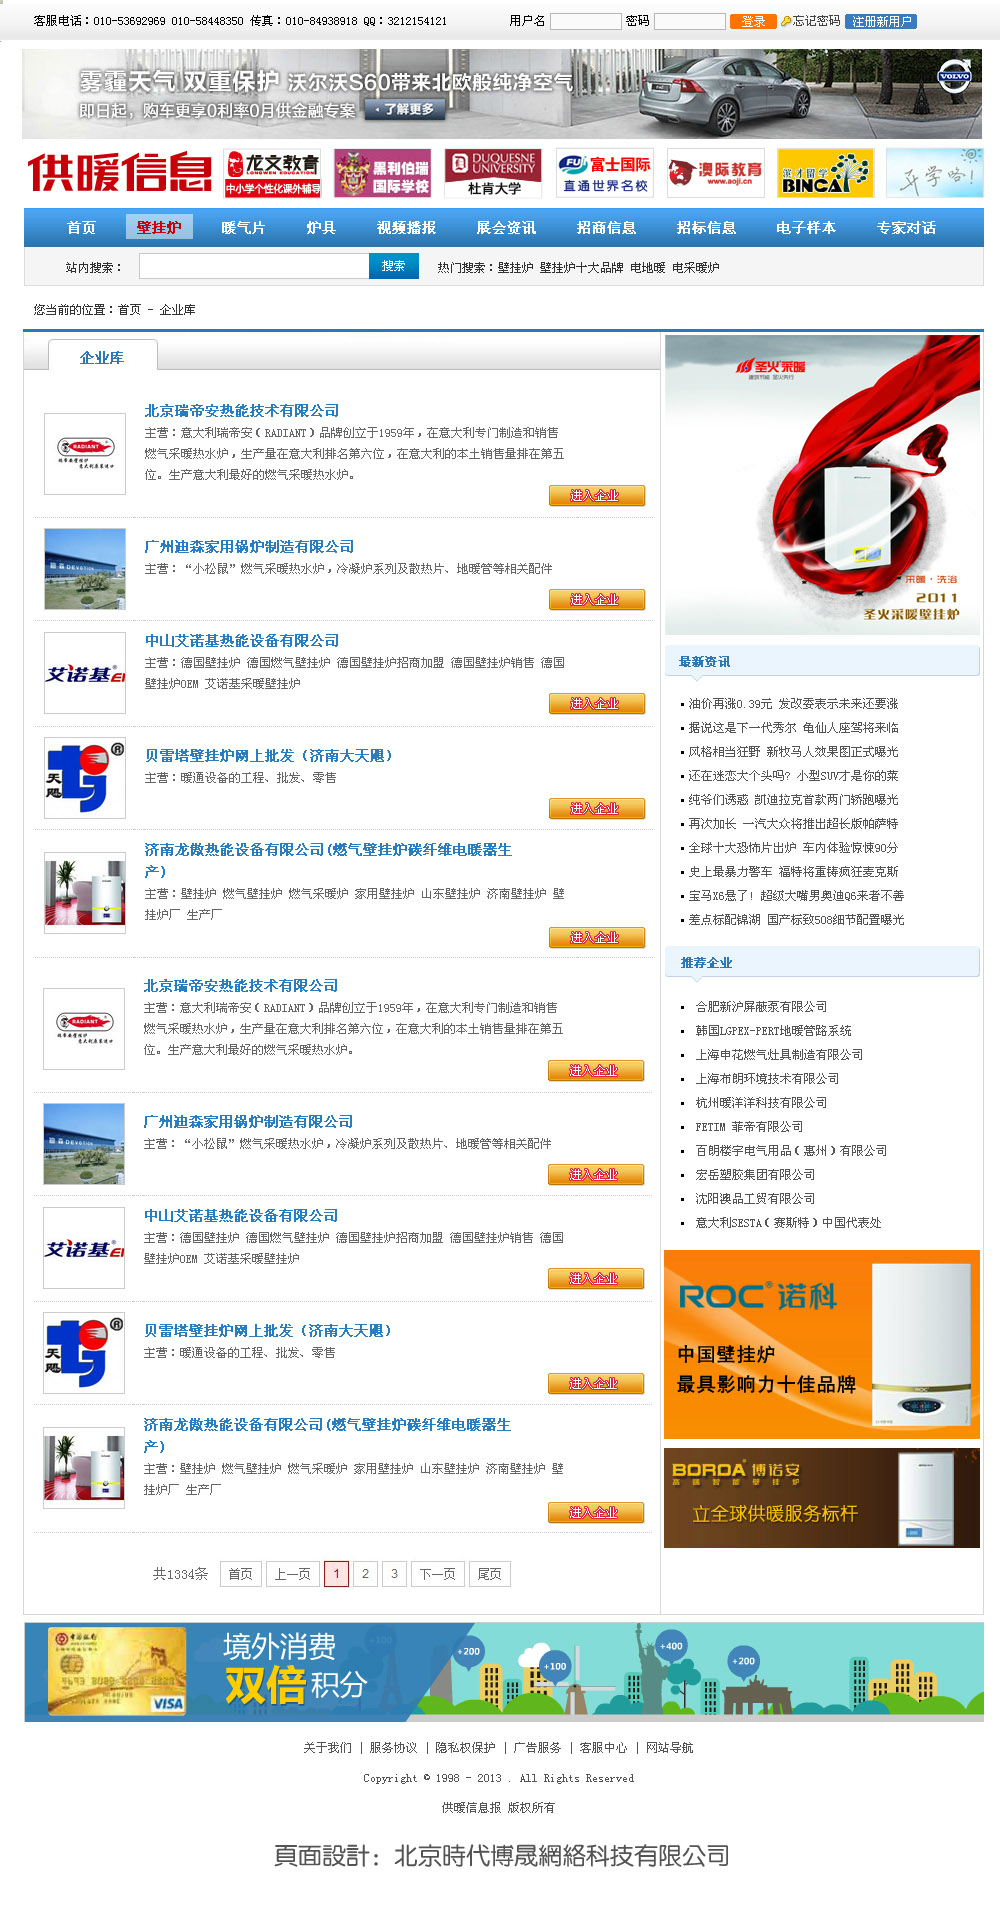 客服电话：010-53692969 010-58448350 传真：010-84938918 QQ：3212154121
用户名 密码 登录 忘记密码 注册新用户
雾霾天气 双重保护 沃尔沃S60带来北欧般纯净空气
即日起，购车更享0利率0月供金融专案 ·了解更多
VOLVO
供暖信息
龙文教育
LONGWEN EDUCATION
中小学个性化课外辅导
黑利伯瑞
国际学校
DUQUESNE
UNIVERSITY
杜肯大学
FU 富士国际
直通世界名校
澳际教育
www.aoji.cn
滨才留学
BINCAI
开学咯！
首页 壁挂炉 暖气片 炉具 视频播报 展会资讯 招商信息 招标信息 电子样本 专家对话
站内搜索： 搜索 热门搜索：壁挂炉 壁挂炉十大品牌 电地暖 电采暖炉
您当前的位置：首页 - 企业库
企业库
北京瑞帝安热能技术有限公司
主营：意大利瑞帝安（RADIANT）品牌创立于1959年，在意大利专门制造和销售
燃气采暖热水炉，生产量在意大利排名第六位，在意大利的本土销售量排在第五
位。生产意大利最好的燃气采暖热水炉。
RADIANT
进入企业
广州迪森家用锅炉制造有限公司
主营：“小松鼠”燃气采暖热水炉，冷凝炉系列及散热片、地暖管等相关配件
DEVOTION
进入企业
中山艾诺基热能设备有限公司
主营：德国壁挂炉 德国燃气壁挂炉 德国壁挂炉招商加盟 德国壁挂炉销售 德国
壁挂炉OEM 艾诺基采暖壁挂炉
艾诺基
进入企业
贝雷塔壁挂炉网上批发（济南大天飓）
主营：暖通设备的工程、批发、零售
天飓
进入企业
济南龙傲热能设备有限公司(燃气壁挂炉碳纤维电暖器生
产)
主营：壁挂炉 燃气壁挂炉 燃气采暖炉 家用壁挂炉 山东壁挂炉 济南壁挂炉 壁
挂炉厂 生产厂
进入企业
北京瑞帝安热能技术有限公司
主营：意大利瑞帝安（RADIANT）品牌创立于1959年，在意大利专门制造和销售
燃气采暖热水炉，生产量在意大利排名第六位，在意大利的本土销售量排在第五
位。生产意大利最好的燃气采暖热水炉。
RADIANT
进入企业
广州迪森家用锅炉制造有限公司
主营：“小松鼠”燃气采暖热水炉，冷凝炉系列及散热片、地暖管等相关配件
DEVOTION
进入企业
中山艾诺基热能设备有限公司
主营：德国壁挂炉 德国燃气壁挂炉 德国壁挂炉招商加盟 德国壁挂炉销售 德国
壁挂炉OEM 艾诺基采暖壁挂炉
艾诺基
进入企业
贝雷塔壁挂炉网上批发（济南大天飓）
主营：暖通设备的工程、批发、零售
天飓
进入企业
济南龙傲热能设备有限公司(燃气壁挂炉碳纤维电暖器生
产)
主营：壁挂炉 燃气壁挂炉 燃气采暖炉 家用壁挂炉 山东壁挂炉 济南壁挂炉 壁
挂炉厂 生产厂
进入企业
共1334条 首页 上一页 1 2 3 下一页 尾页
圣火采暖
采暖·洗浴
2011
圣火采暖壁挂炉
最新资讯
油价再涨0.39元 发改委表示未来还要涨
据说这是下一代秀尔 龟仙人座驾将来临
风格相当狂野 新牧马人效果图正式曝光
还在迷恋大个头吗？小型SUV才是你的菜
纯爷们诱惑 凯迪拉克首款两门轿跑曝光
再次加长 一汽大众将推出超长版帕萨特
全球十大恐怖片出炉 车内体验惊悚90分
史上最暴力警车 福特将重铸疯狂麦克斯
宝马X6悬了！超级大嘴男奥迪Q6来者不善
差点标配锦湖 国产标致508细节配置曝光
推荐企业
合肥新沪屏蔽泵有限公司
韩国LGPEX-PERT地暖管路系统
上海申花燃气灶具制造有限公司
上海布朗环境技术有限公司
杭州暖洋洋科技有限公司
FETIM 菲帝有限公司
百朗楼宇电气用品（惠州）有限公司
宏岳塑胶集团有限公司
沈阳澳品工贸有限公司
意大利SESTA（赛斯特）中国代表处
ROC®诺科
中国壁挂炉
最具影响力十佳品牌
ROC
BOROA®博诺安
高端智能壁挂炉
立全球供暖服务标杆
中国银行
VISA
境外消费
双倍积分
+100 +200 +100 +400 +200
关于我们 | 服务协议 | 隐私权保护 | 广告服务 | 客服中心 | 网站导航
Copyright © 1998 - 2013 . All Rights Reserved
供暖信息报 版权所有
頁面設計：北京時代博晟網絡科技有限公司